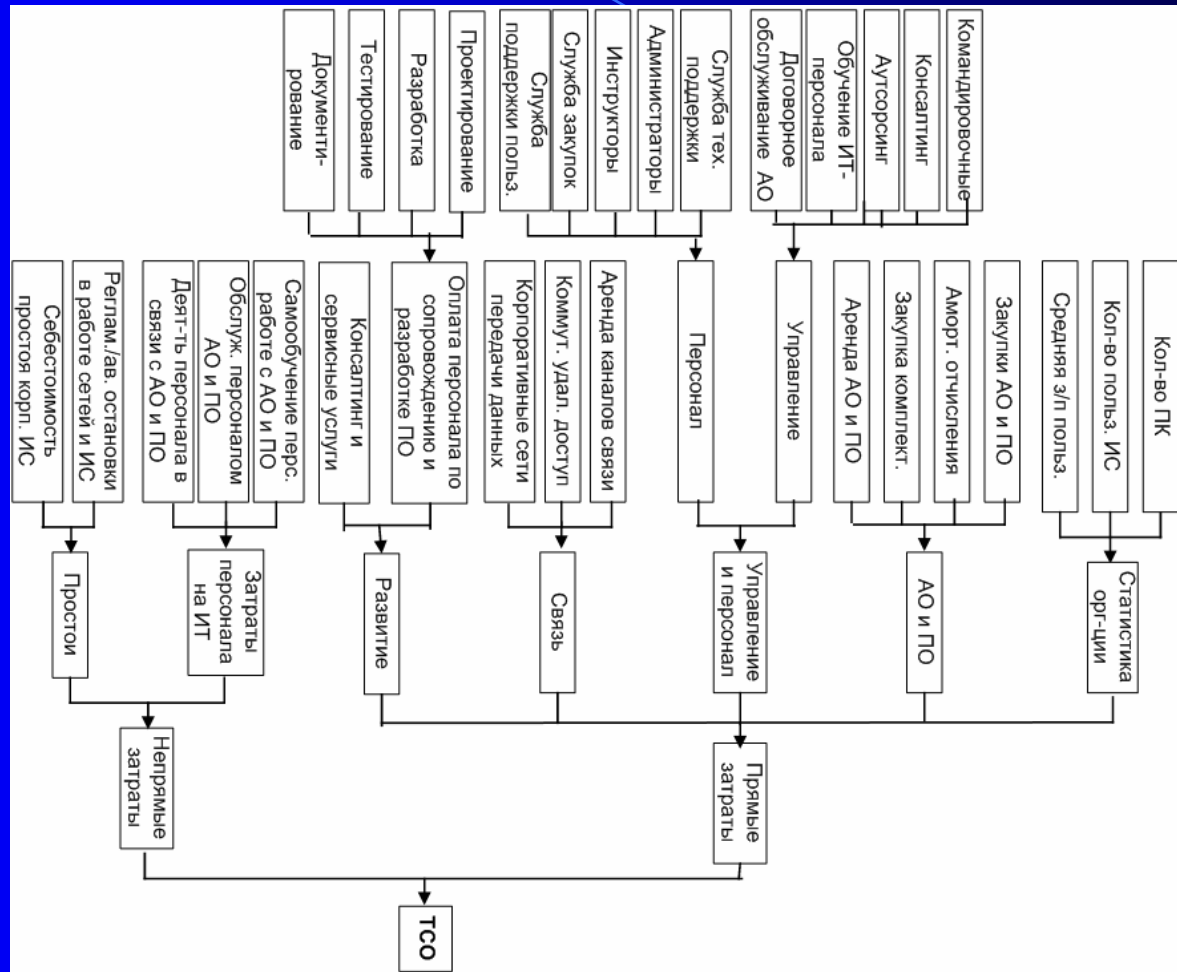 Командировочные
Консалтинг
Аутсорсинг
Обучение ИТ-
персонала
Договорное
обслуживание АО
Служба тех.
поддержки
Администраторы
Инструкторы
Служба закупок
Служба
поддержки польз.
Проектирование
Разработка
Тестирование
Документи-
рование
Кол-во ПК
Кол-во польз. ИС
Средняя з/п польз.
Закупки АО и ПО
Аморт. отчисления
Закупка комплект.
Аренда АО и ПО
Управление
Персонал
Аренда каналов связи
Коммут. удал. доступ
Корпоративные сети
передачи данных
Оплата персонала по
сопровождению и
разработке ПО
Консалтинг и
сервисные услуги
Самообучение перс.
работе с АО и ПО
Обслуж. персоналом
АО и ПО
Деят-ть персонала в
связи с АО и ПО
Реглам./ав. остановки
в работе сетей и ИС
Себестоимость
простоя корп. ИС
Статистика
орг-ции
АО и ПО
Управление
и персонал
Связь
Развитие
Затраты
персонала
на ИТ
Простои
Прямые
затраты
Непрямые
затраты
ТСО